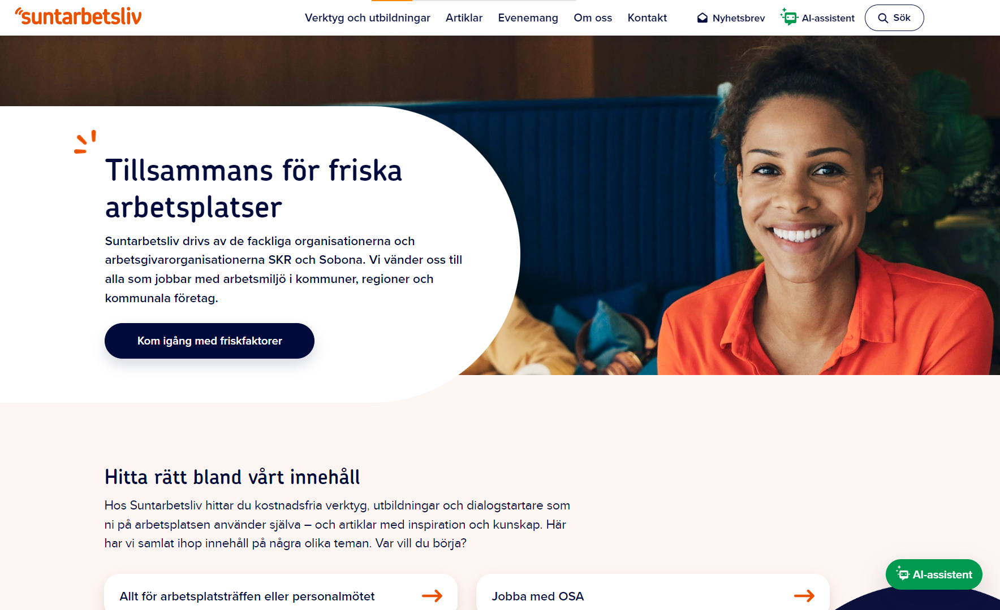 suntarbetsliv
Verktyg och utbildningar Artiklar Evenemang Om oss Kontakt Nyhetsbrev AI-assistent Sök
Tillsammans för friska
arbetsplatser
Suntarbetsliv drivs av de fackliga organisationerna och
arbetsgivarorganisationerna SKR och Sobona. Vi vänder oss till
alla som jobbar med arbetsmiljö i kommuner, regioner och
kommunala företag.
Kom igång med friskfaktorer
Hitta rätt bland vårt innehåll
Hos Suntarbetsliv hittar du kostnadsfria verktyg, utbildningar och dialogstartare som
ni på arbetsplatsen använder själva – och artiklar med inspiration och kunskap. Här
har vi samlat ihop innehåll på några olika teman. Var vill du börja?
AI-assistent
Allt för arbetsplatsträffen eller personalmötet
Jobba med OSA